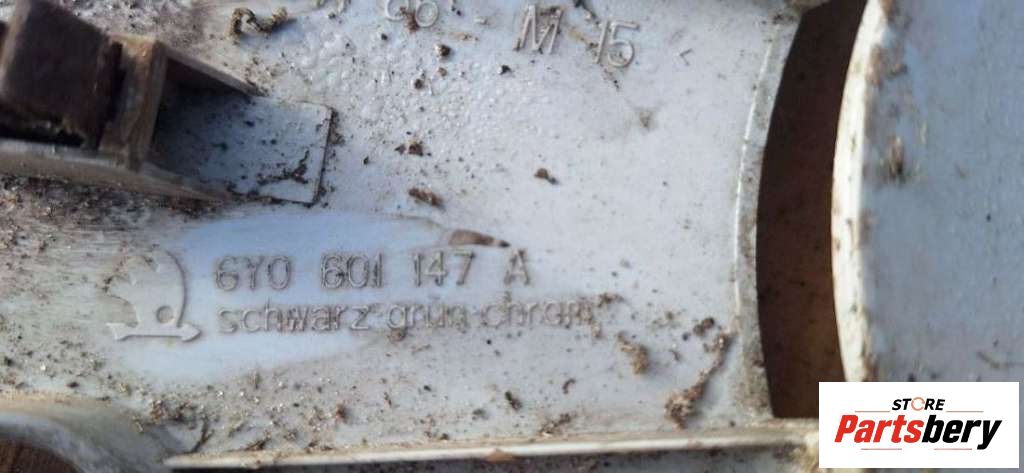 M 15
6Y0 601 147 A
schwarz grün chrom
STORE
Partsbery